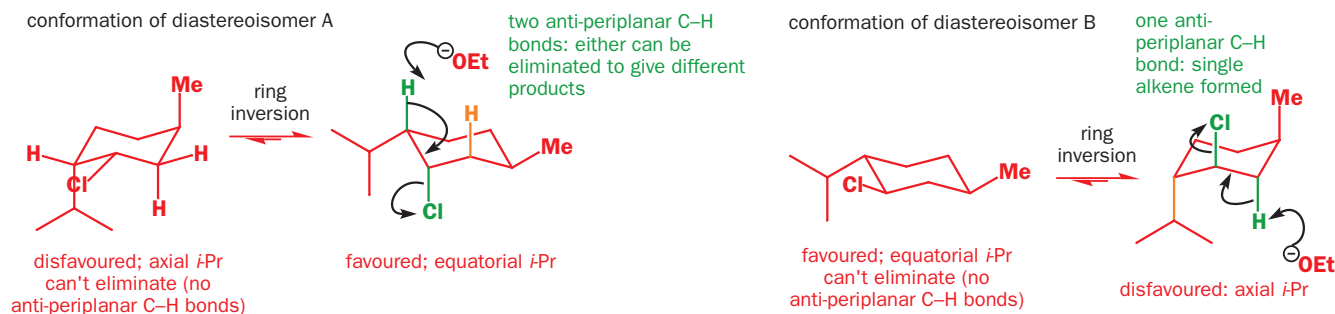 conformation of diastereoisomer A
two anti-periplanar C–H
bonds: either can be
eliminated to give different
products
⊖OEt
H
H
Me
ring
inversion
Me
H
H
Cl
H
Cl
disfavoured; axial i-Pr
can't eliminate (no
anti-periplanar C–H bonds)
favoured; equatorial i-Pr
conformation of diastereoisomer B
one anti-
periplanar C–H
bond: single
alkene formed
Me
Cl
ring
inversion
Me
Cl
H
⊖OEt
favoured; equatorial i-Pr
can't eliminate (no
anti-periplanar C–H bonds)
disfavoured: axial i-Pr